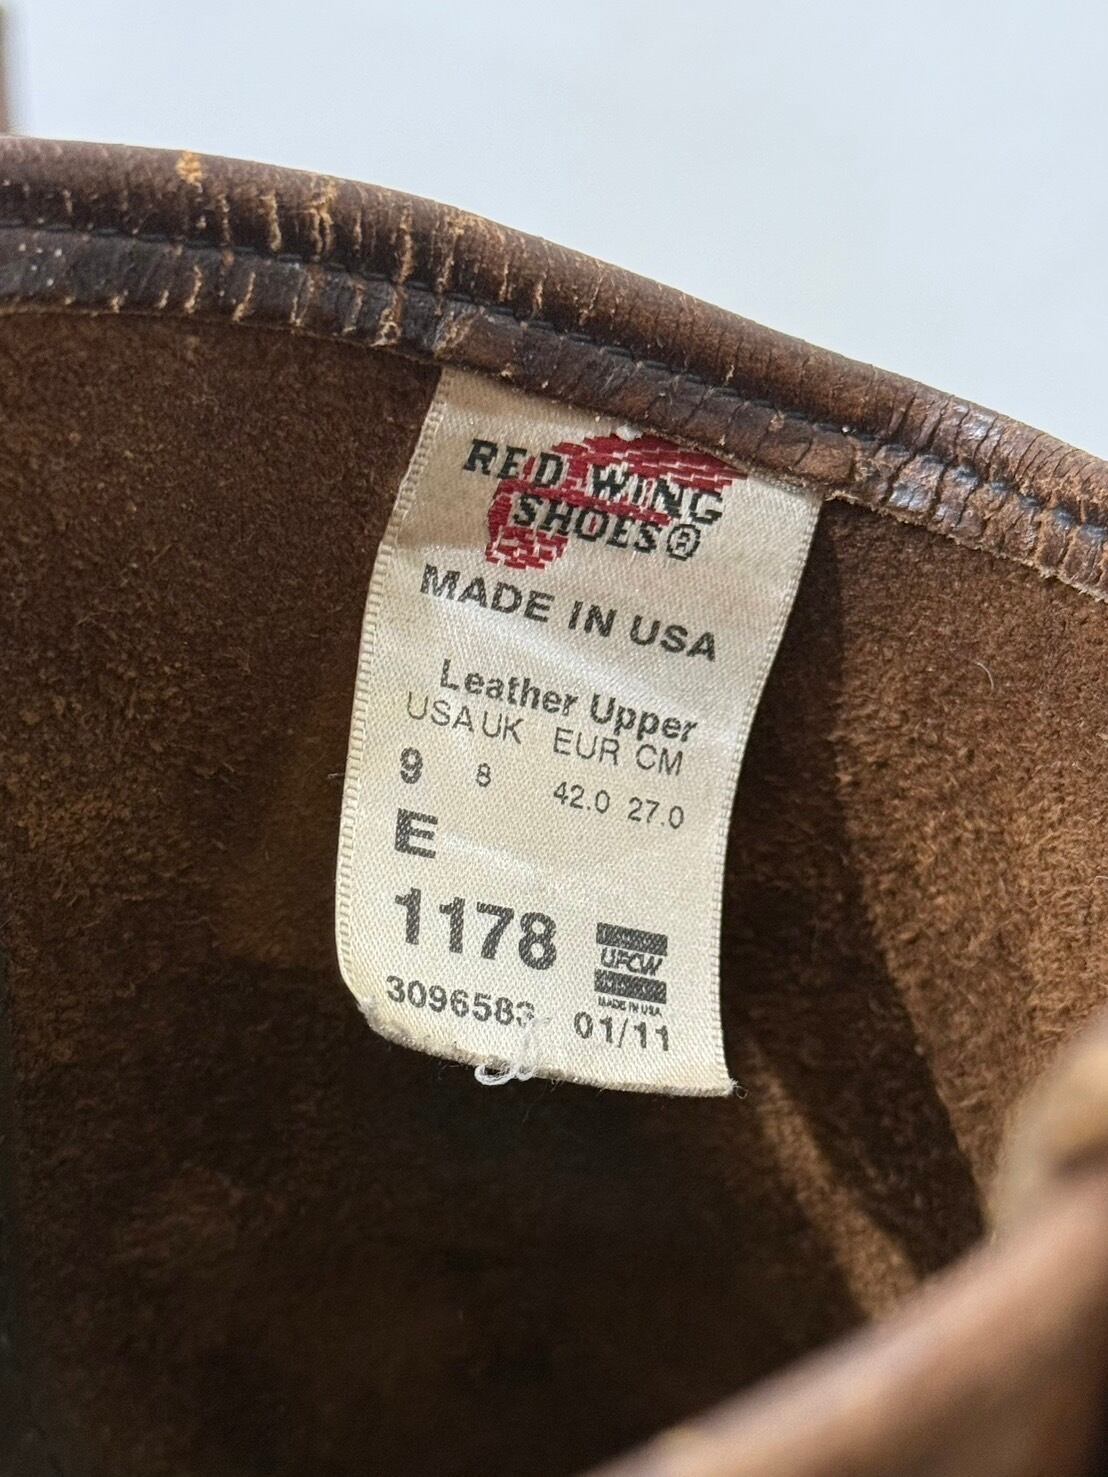 RED WING
SHOES®
MADE IN USA
Leather Upper
USA UK EUR CM
9 8 42.0 27.0
E
1178
UFCW
MADE IN USA
3096583 01/11